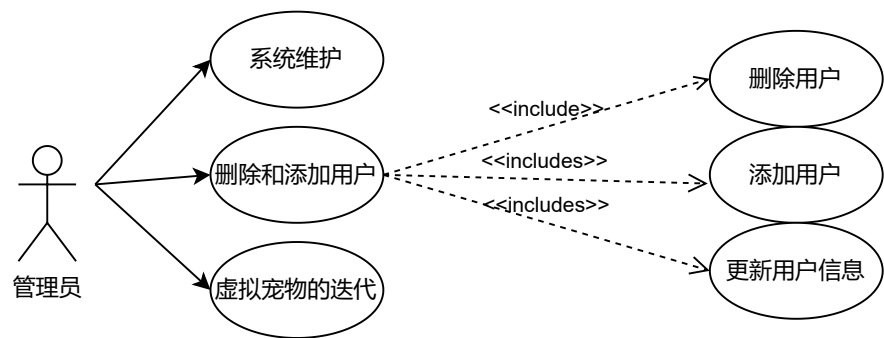 系统维护
删除用户
<<include>>
删除和添加用户
<<includes>>
添加用户
<<includes>>
管理员
虚拟宠物的迭代
更新用户信息